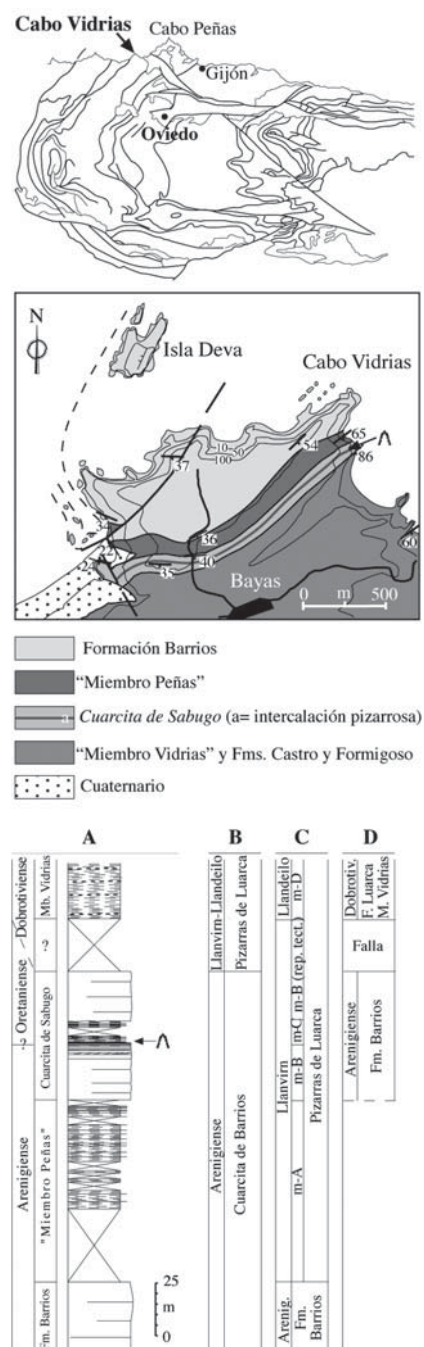 Cabo Vidrias
Cabo Peñas
Gijón
Oviedo
N
Isla Deva
Cabo Vidrias
10
50
100
37
54
65
86
34
22
36
40
35
60
Bayas
0 m 500
Formación Barrios
"Miembro Peñas"
a Cuarcita de Sabugo (a= intercalación pizarrosa)
"Miembro Vidrias" y Fms. Castro y Formigoso
Cuaternario
A B C D
Dobrotiviense
Mb. Vidrias
-?
Oretaniense
-?
Cuarcita de Sabugo
Arenigiense
"Miembro Peñas"
Fm. Barrios
25
m
0
Llanvirn-Llandeilo
Pizarras de Luarca
Arenigiense
Cuarcita de Barrios
Llandeilo
m-D
m-B (rep. tect.)
m-C
m-B
Llanvirn
m-A
Pizarras de Luarca
Arenig.
Fm.
Barrios
Dobrotiv.
F. Luarca
M. Vidrias
Falla
Arenigiense
Fm. Barrios